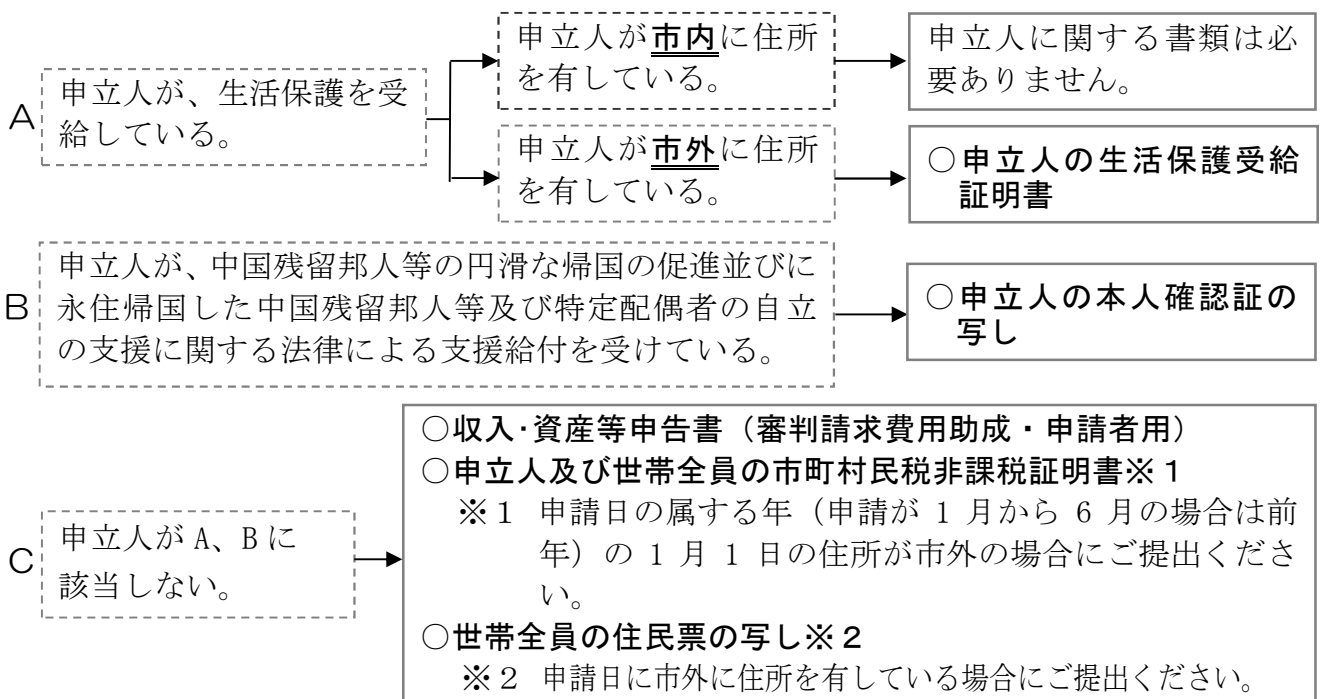 A
申立人が、生活保護を受
給している。
申立人が市内に住所
を有している。
申立人に関する書類は必
要ありません。
申立人が市外に住所
を有している。
○申立人の生活保護受給
証明書
B
申立人が、中国残留邦人等の円滑な帰国の促進並びに
永住帰国した中国残留邦人等及び特定配偶者の自立
の支援に関する法律による支援給付を受けている。
○申立人の本人確認証の
写し
C
申立人が A、B に
該当しない。
○収入・資産等申告書（審判請求費用助成・申請者用）
○申立人及び世帯全員の市町村民税非課税証明書※１
※１ 申請日の属する年（申請が 1 月から 6 月の場合は前
年）の 1 月 1 日の住所が市外の場合にご提出くださ
い。
○世帯全員の住民票の写し※２
※２ 申請日に市外に住所を有している場合にご提出ください。